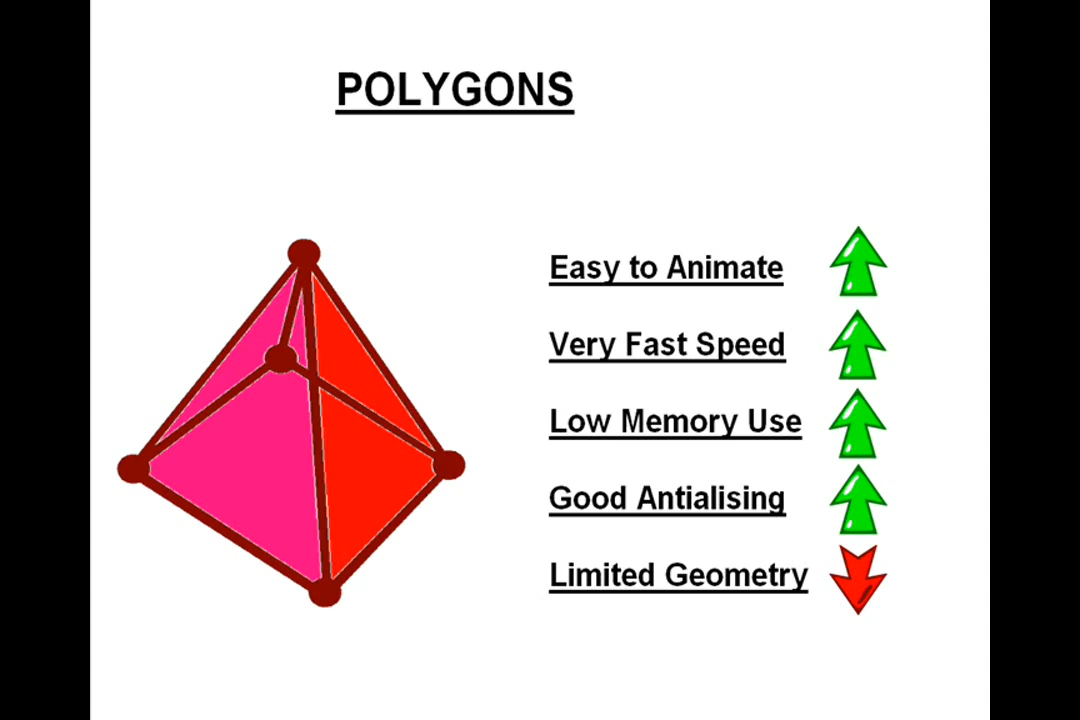 POLYGONS
Easy to Animate
Very Fast Speed
Low Memory Use
Good Antialising
Limited Geometry